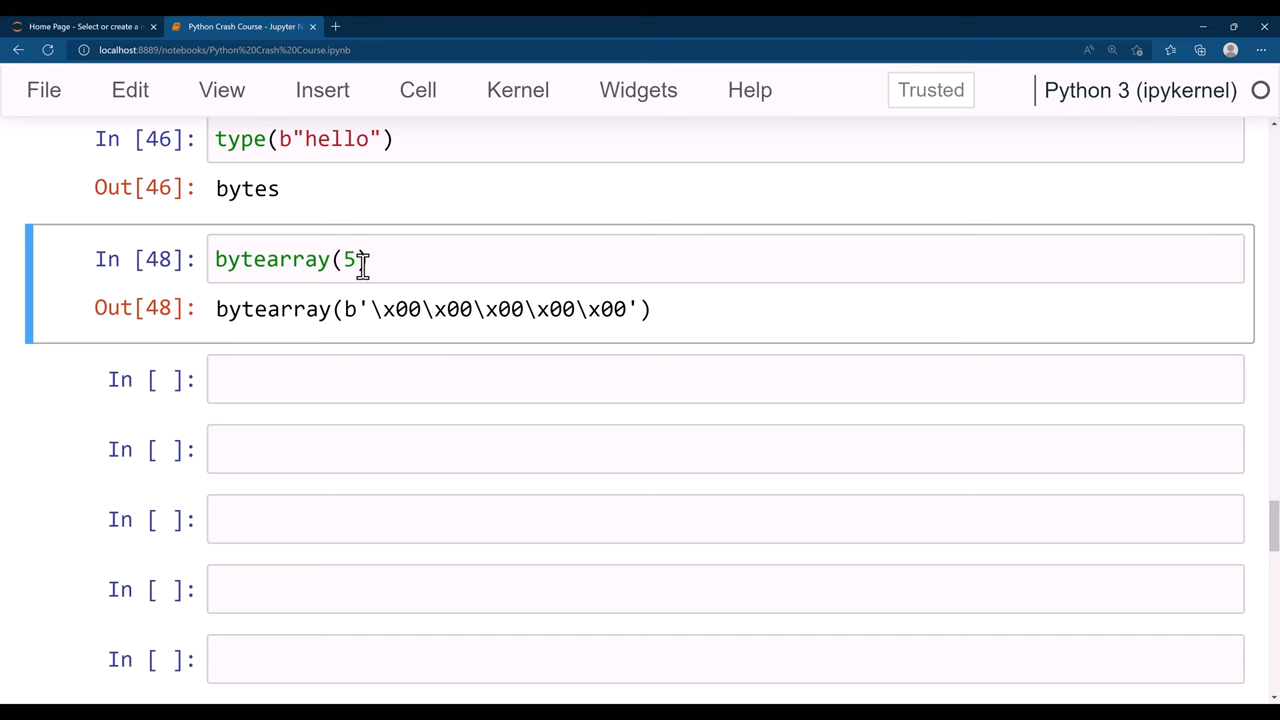 Home Page - Select or create a n
Python Crash Course - Jupyter N
localhost:8889/notebooks/Python%20Crash%20Course.ipynb
File Edit View Insert Cell Kernel Widgets Help Trusted Python 3 (ipykernel)
In [46]: type(b"hello")
Out[46]: bytes
In [48]: bytearray(5)
Out[48]: bytearray(b'\x00\x00\x00\x00\x00')
In [ ]:
In [ ]:
In [ ]:
In [ ]:
In [ ]: